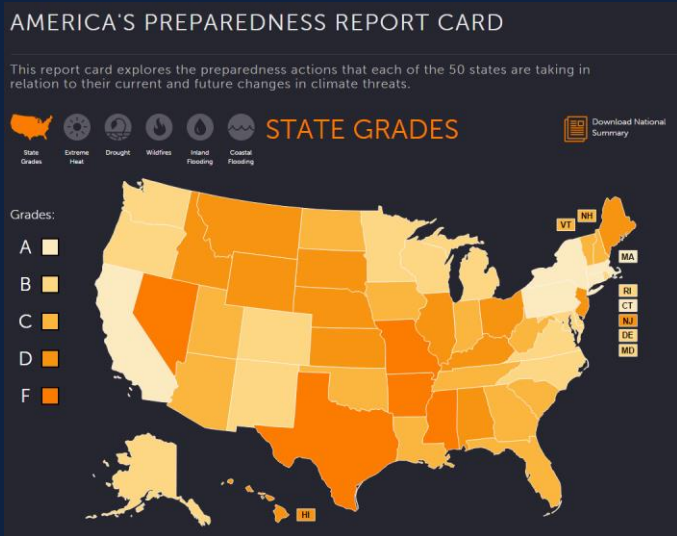 AMERICA'S PREPAREDNESS REPORT CARD
This report card explores the preparedness actions that each of the 50 states are taking in
relation to their current and future changes in climate threats.
State
Grades
Extreme
Heat
Drought
Wildfires
Inland
Flooding
Coastal
Flooding
STATE GRADES
Download National
Summary
Grades:
A
B
C
D
F
VT
NH
MA
RI
CT
NJ
DE
MD
HI